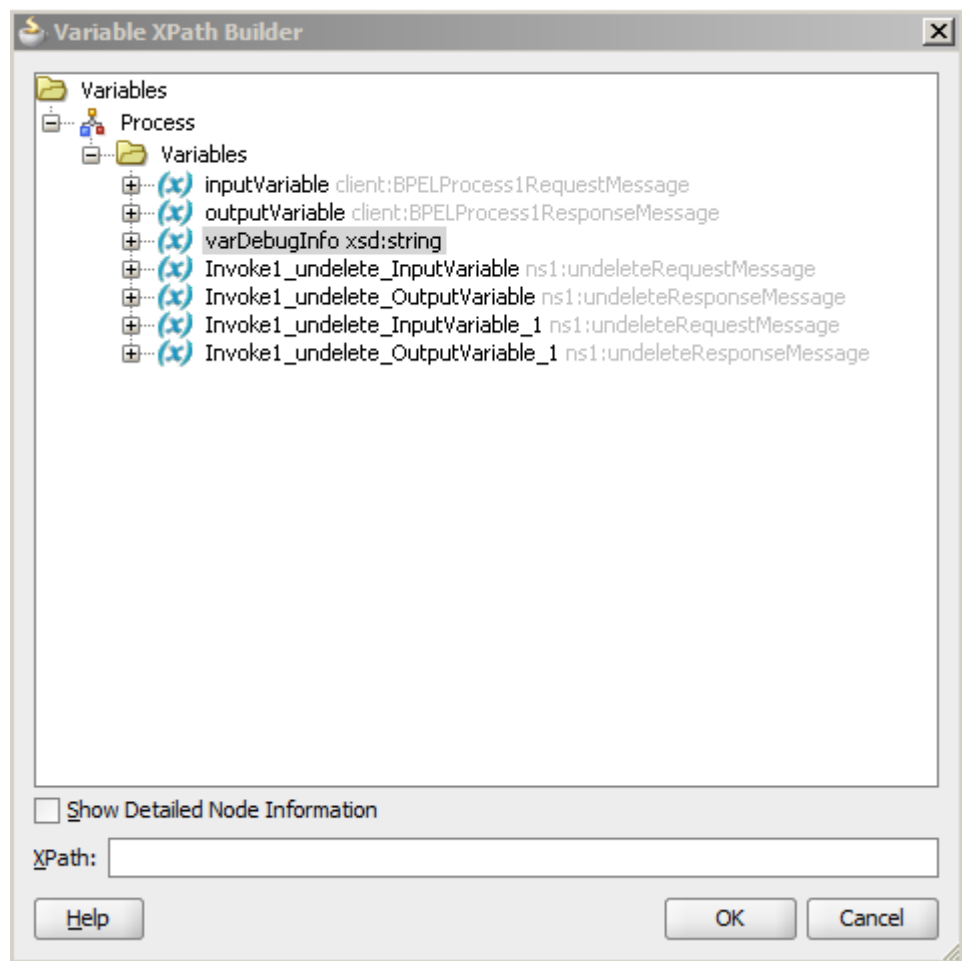 Variable XPath Builder
Variables
Process
Variables
inputVariable client:BPELProcess1RequestMessage
outputVariable client:BPELProcess1ResponseMessage
varDebugInfo xsd:string
Invoke1_undelete_InputVariable ns1:undeleteRequestMessage
Invoke1_undelete_OutputVariable ns1:undeleteResponseMessage
Invoke1_undelete_InputVariable_1 ns1:undeleteRequestMessage
Invoke1_undelete_OutputVariable_1 ns1:undeleteResponseMessage
Show Detailed Node Information
XPath:
Help OK Cancel